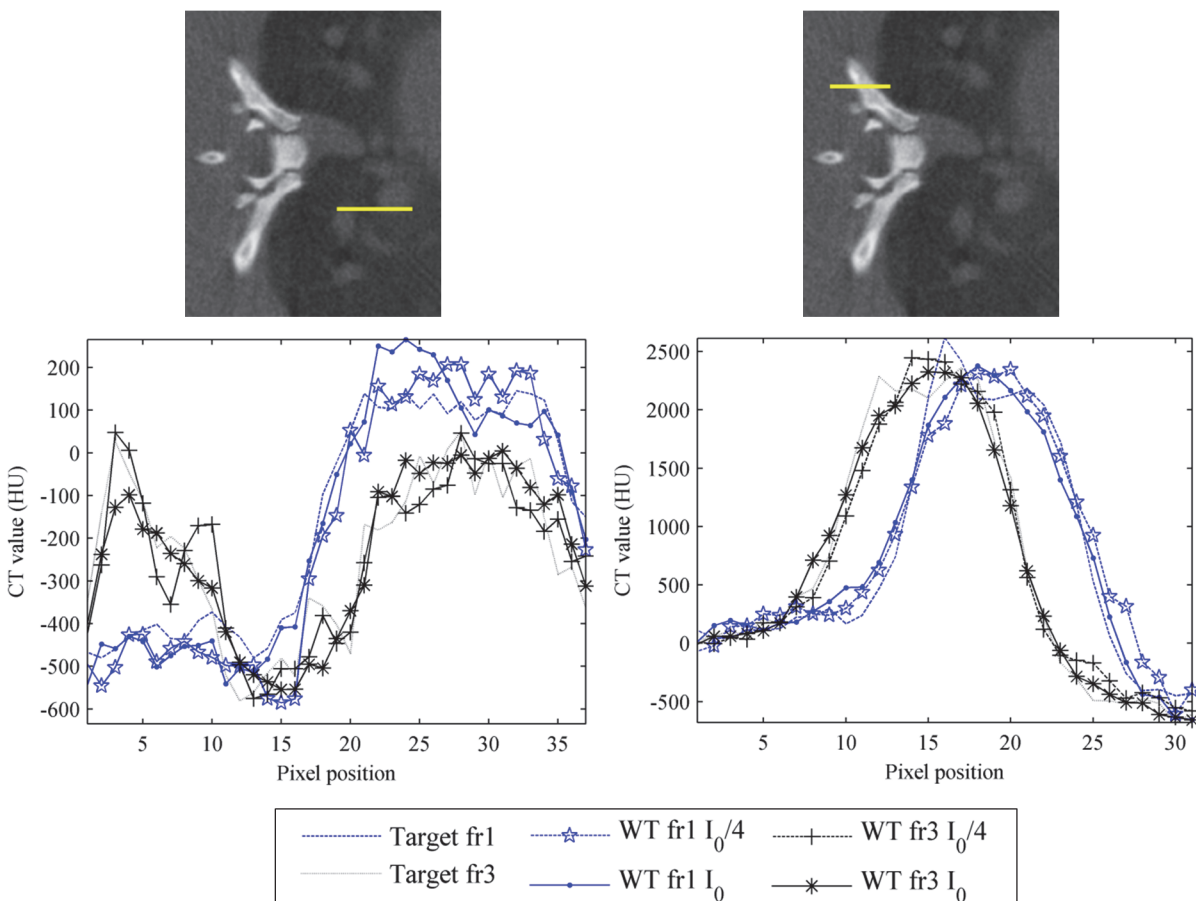 200
100
0
-100
-200
-300
-400
-500
-600
CT value (HU)
5 10 15 20 25 30 35
Pixel position
2500
2000
1500
1000
500
0
-500
CT value (HU)
5 10 15 20 25 30
Pixel position
Target fr1 WT fr1 I0/4 WT fr3 I0/4
Target fr3 WT fr1 I0 WT fr3 I0